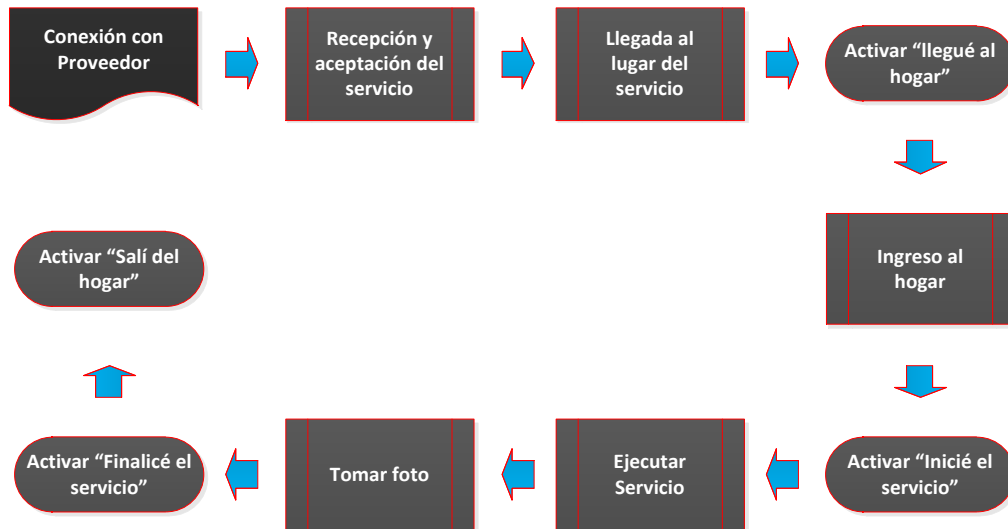 Conexión con
Proveedor
Recepción y
aceptación del
servicio
Llegada al
lugar del
servicio
Activar “llegué al
hogar”
Ingreso al
hogar
Activar “Inicié el
servicio”
Ejecutar
Servicio
Tomar foto
Activar “Finalicé el
servicio”
Activar “Salí del
hogar”